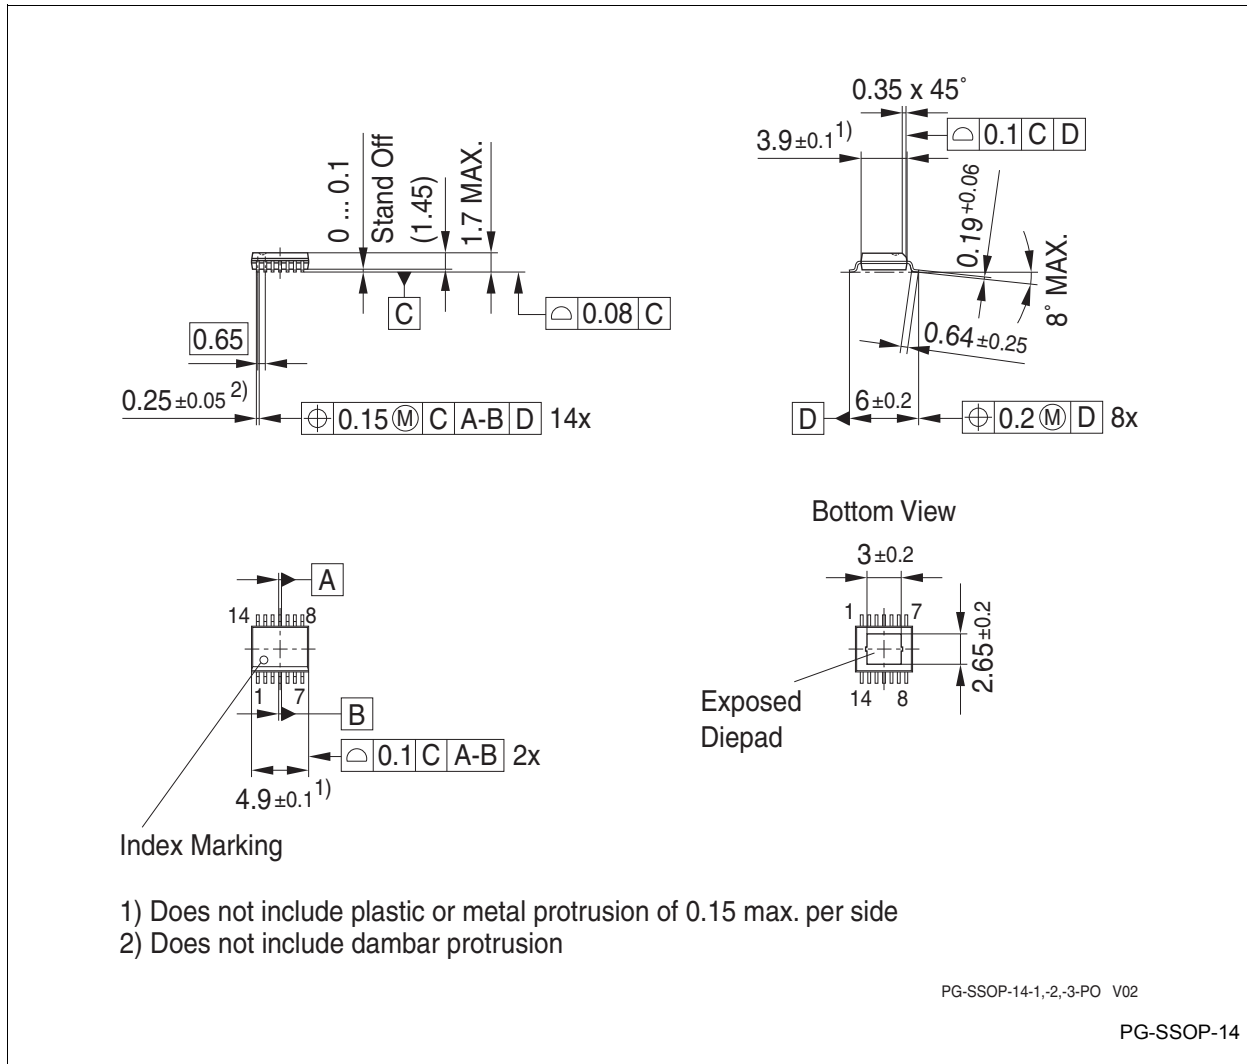 0 ... 0.1
Stand Off
(1.45)
1.7 MAX.
C
0.08 C
0.65
0.25 ±0.05 2)
0.15 Ⓜ C A-B D 14x
0.35 x 45°
3.9 ±0.1 1)
0.1 C D
0.19 +0.06
8° MAX.
0.64 ±0.25
D
6 ±0.2
0.2 Ⓜ D 8x
A
14 8
1 7
B
0.1 C A-B 2x
4.9 ±0.1 1)
Index Marking
Bottom View
3 ±0.2
1 7
2.65 ±0.2
14 8
Exposed
Diepad
1) Does not include plastic or metal protrusion of 0.15 max. per side
2) Does not include dambar protrusion
PG-SSOP-14-1,-2,-3-PO V02
PG-SSOP-14